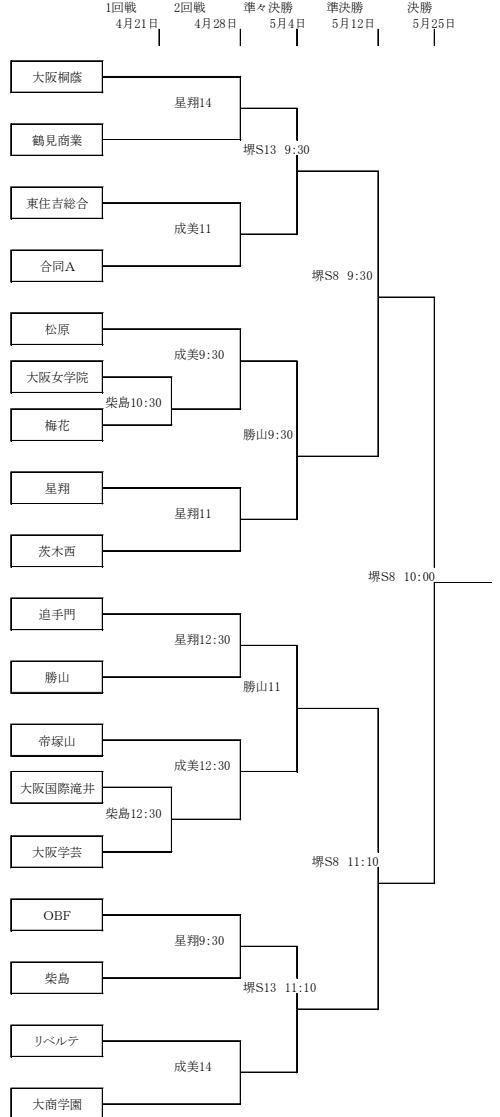 1回戦 2回戦 準々決勝 準決勝 決勝
4月21日 4月28日 5月4日 5月12日 5月25日
大阪桐蔭
星翔14
鶴見商業
堺S13 9:30
東住吉総合
成美11
合同A
堺S8 9:30
松原
成美9:30
大阪女学院
柴島10:30
梅花
勝山9:30
星翔
星翔11
茨木西
堺S8 10:00
追手門
星翔12:30
勝山
勝山11
帝塚山
成美12:30
大阪国際滝井
柴島12:30
大阪学芸
堺S8 11:10
OBF
星翔9:30
柴島
堺S13 11:10
リベルテ
成美14
大商学園